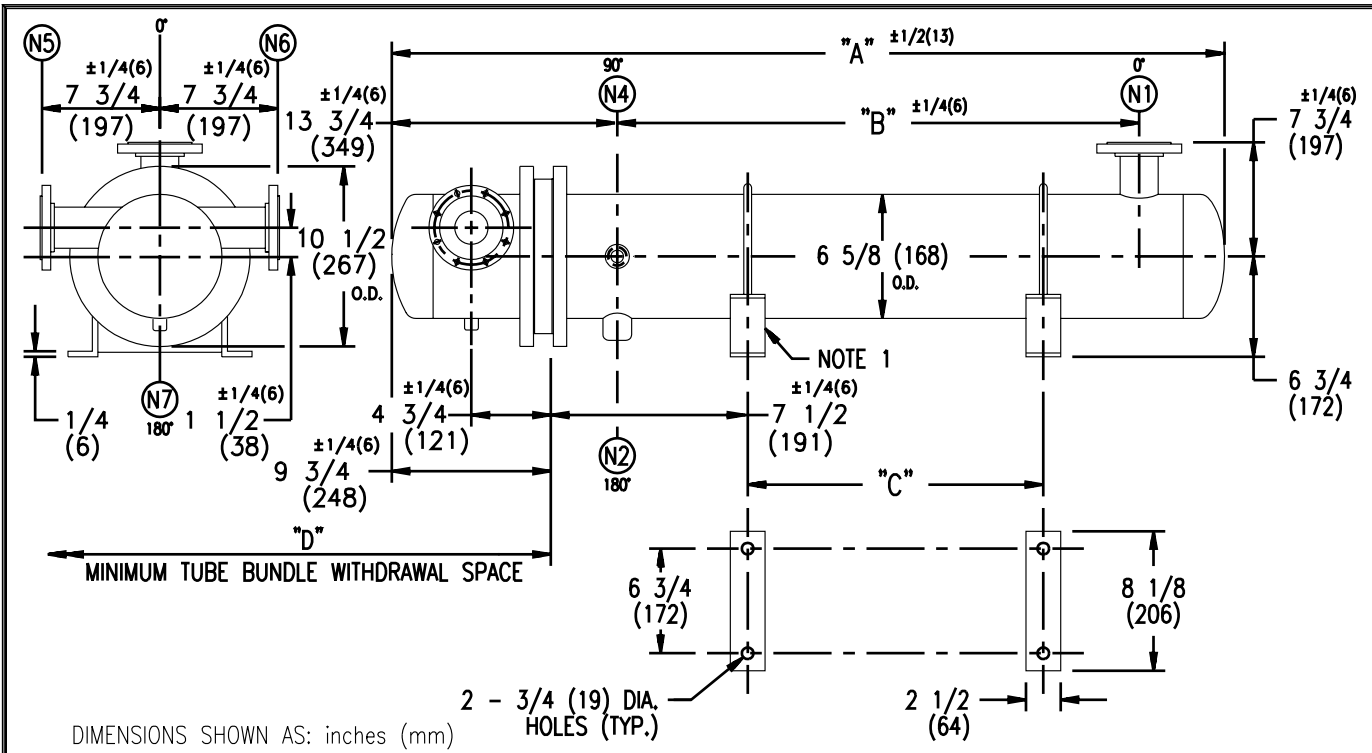 N5
0°
N6
±1/4(6)
7 3/4
(197)
±1/4(6)
7 3/4
(197)
"A" ±1/2(13)
90°
N4
0°
N1
±1/4(6)
13 3/4
(349)
"B" ±1/4(6)
±1/4(6)
7 3/4
(197)
10 1/2
(267)
O.D.
6 5/8 (168)
O.D.
NOTE 1
1/4
(6)
N7
180°
±1/4(6)
1 1/2
(38)
±1/4(6)
4 3/4
(121)
±1/4(6)
7 1/2
(191)
6 3/4
(172)
±1/4(6)
9 3/4
(248)
N2
180°
"C"
"D"
MINIMUM TUBE BUNDLE WITHDRAWAL SPACE
6 3/4
(172)
8 1/8
(206)
2 - 3/4 (19) DIA.
HOLES (TYP.)
2 1/2
(64)
DIMENSIONS SHOWN AS: inches (mm)